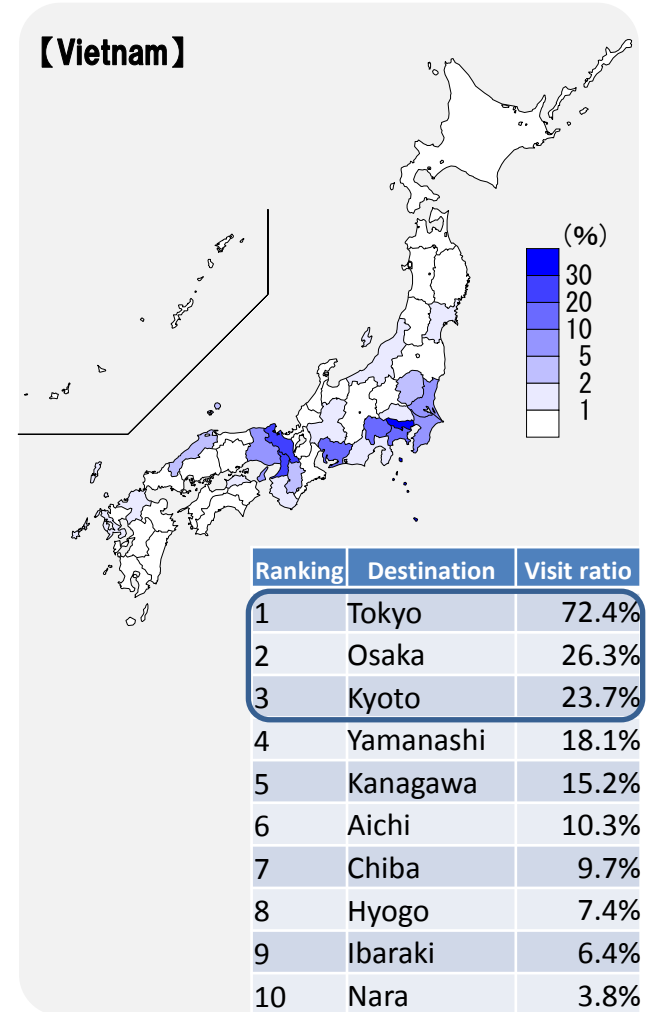 【Vietnam】
(%)
30
20
10
5
2
1
Ranking Destination Visit ratio
1 Tokyo 72.4%
2 Osaka 26.3%
3 Kyoto 23.7%
4 Yamanashi 18.1%
5 Kanagawa 15.2%
6 Aichi 10.3%
7 Chiba 9.7%
8 Hyogo 7.4%
9 Ibaraki 6.4%
10 Nara 3.8%